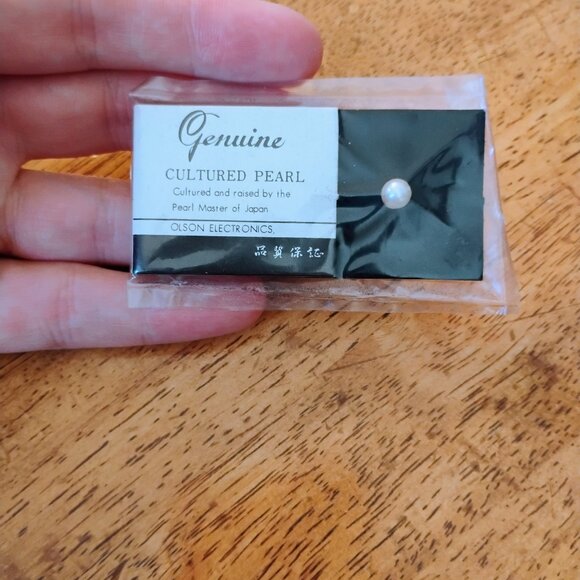 Genuine
CULTURED PEARL
Cultured and raised by the
Pearl Master of Japan
OLSON ELECTRONICS,
品質保証